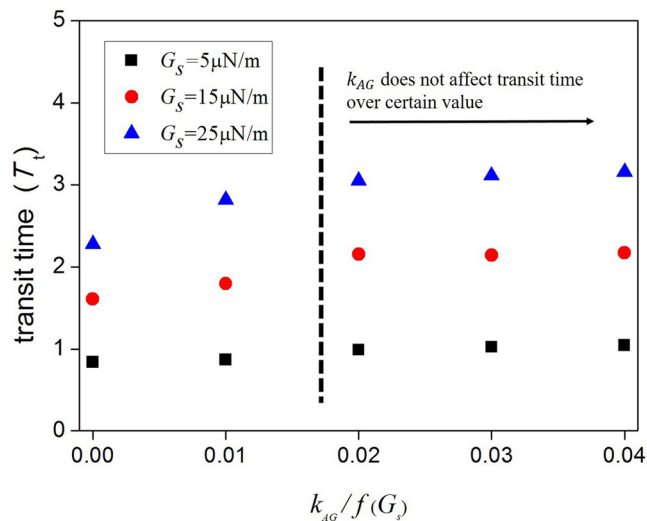 5
4
3
2
1
0
transit time (T_t)
G_S=5μN/m
G_S=15μN/m
G_S=25μN/m
k_AG does not affect transit time
over certain value
0.00 0.01 0.02 0.03 0.04
k_AG/f(G_s)